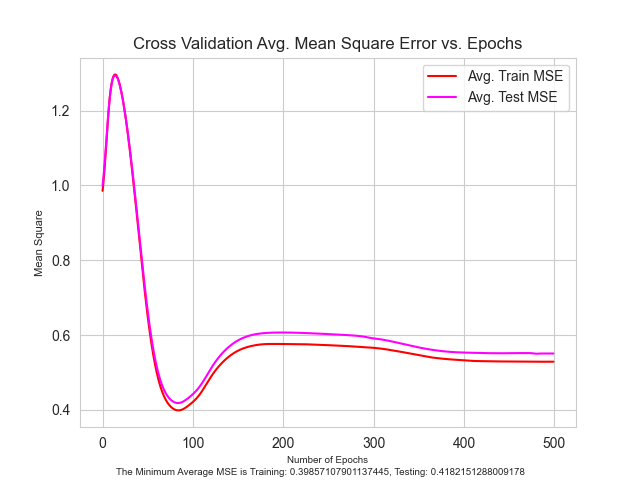 Cross Validation Avg. Mean Square Error vs. Epochs
Avg. Train MSE
Avg. Test MSE
1.2
1.0
0.8
0.6
0.4
Mean Square
0 100 200 300 400 500
Number of Epochs
The Minimum Average MSE is Training: 0.39857107901137445, Testing: 0.4182151288009178